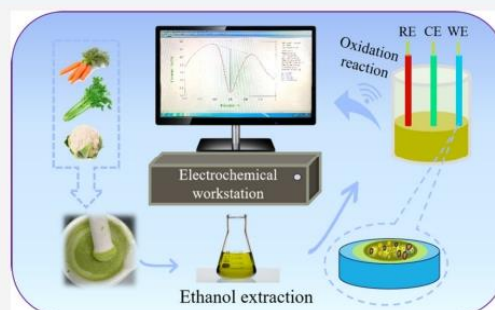 Oxidation
reaction
RE CE WE
Electrochemical
workstation
Ethanol extraction